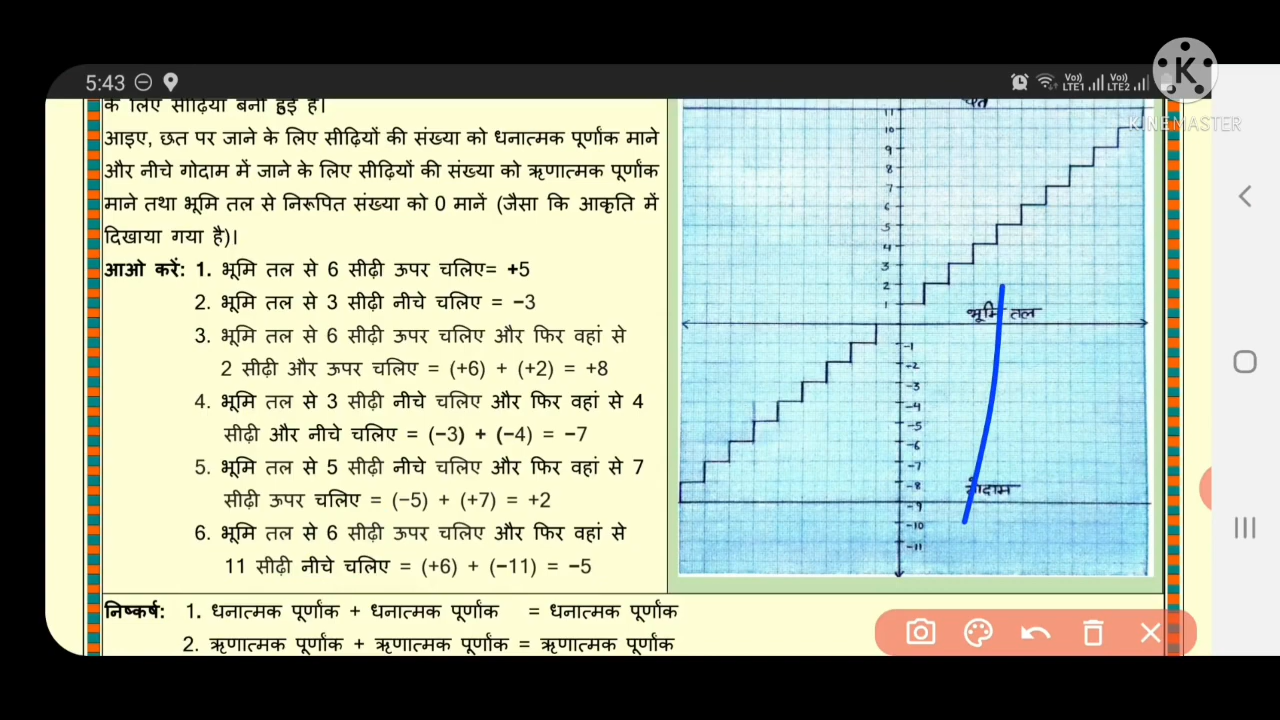 5:43
Vo)) LTE1 Vo)) LTE2
KINEMASTER
के लिए सीढ़ियां बनी हुई हैं।
आइए, छत पर जाने के लिए सीढ़ियों की संख्या को धनात्मक पूर्णांक माने
और नीचे गोदाम में जाने के लिए सीढ़ियों की संख्या को ऋणात्मक पूर्णांक
माने तथा भूमि तल से निरूपित संख्या को 0 मानें (जैसा कि आकृति में
दिखाया गया है)।
आओ करें: 1. भूमि तल से 6 सीढ़ी ऊपर चलिए= +5
2. भूमि तल से 3 सीढ़ी नीचे चलिए = −3
3. भूमि तल से 6 सीढ़ी ऊपर चलिए और फिर वहां से
2 सीढ़ी और ऊपर चलिए = (+6) + (+2) = +8
4. भूमि तल से 3 सीढ़ी नीचे चलिए और फिर वहां से 4
सीढ़ी और नीचे चलिए = (−3) + (−4) = −7
5. भूमि तल से 5 सीढ़ी नीचे चलिए और फिर वहां से 7
सीढ़ी ऊपर चलिए = (−5) + (+7) = +2
6. भूमि तल से 6 सीढ़ी ऊपर चलिए और फिर वहां से
11 सीढ़ी नीचे चलिए = (+6) + (−11) = −5
निष्कर्ष: 1. धनात्मक पूर्णांक + धनात्मक पूर्णांक = धनात्मक पूर्णांक
2. ऋणात्मक पूर्णांक + ऋणात्मक पूर्णांक = ऋणात्मक पूर्णांक
छत
11
10
9
8
7
6
5
4
3
2
1
भूमि तल
-1
-2
-3
-4
-5
-6
-7
-8
गोदाम
-9
-10
-11